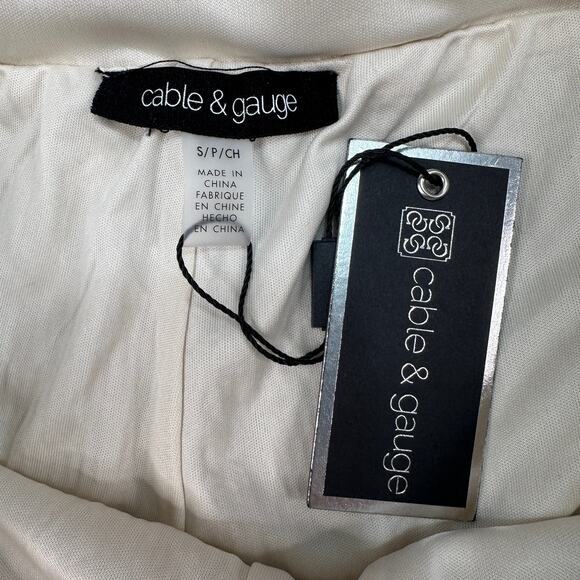 cable & gauge
S/P/CH
MADE IN
CHINA
FABRIQUE
EN CHINE
HECHO
EN CHINA
cable & gauge